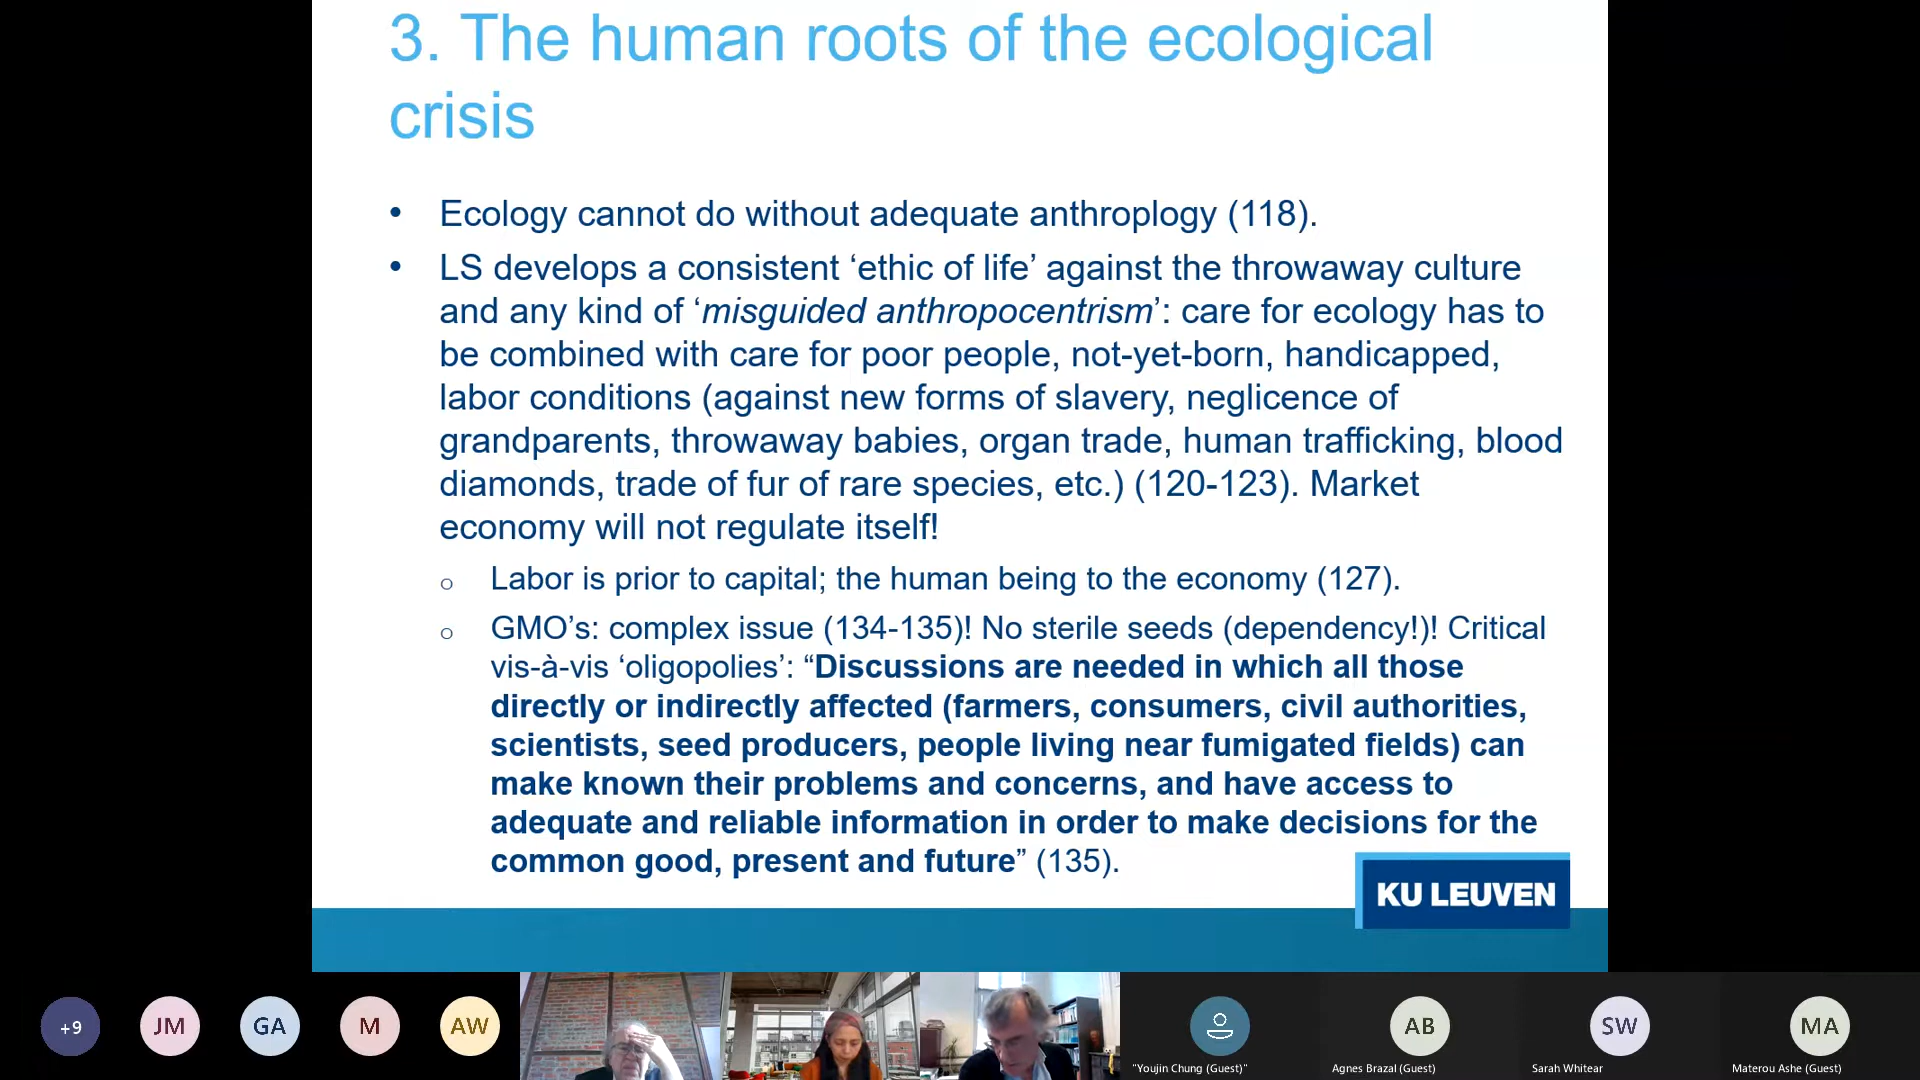 3. The human roots of the ecological
crisis
• Ecology cannot do without adequate anthroplogy (118).
• LS develops a consistent ‘ethic of life’ against the throwaway culture
and any kind of ‘misguided anthropocentrism’: care for ecology has to
be combined with care for poor people, not-yet-born, handicapped,
labor conditions (against new forms of slavery, neglicence of
grandparents, throwaway babies, organ trade, human trafficking, blood
diamonds, trade of fur of rare species, etc.) (120-123). Market
economy will not regulate itself!
o Labor is prior to capital; the human being to the economy (127).
o GMO’s: complex issue (134-135)! No sterile seeds (dependency!)! Critical
vis-à-vis ‘oligopolies’: “Discussions are needed in which all those
directly or indirectly affected (farmers, consumers, civil authorities,
scientists, seed producers, people living near fumigated fields) can
make known their problems and concerns, and have access to
adequate and reliable information in order to make decisions for the
common good, present and future” (135).
KU LEUVEN
+9
JM
GA
M
AW
AB
SW
MA
"Youjin Chung (Guest)"
Agnes Brazal (Guest)
Sarah Whitear
Materou Ashe (Guest)